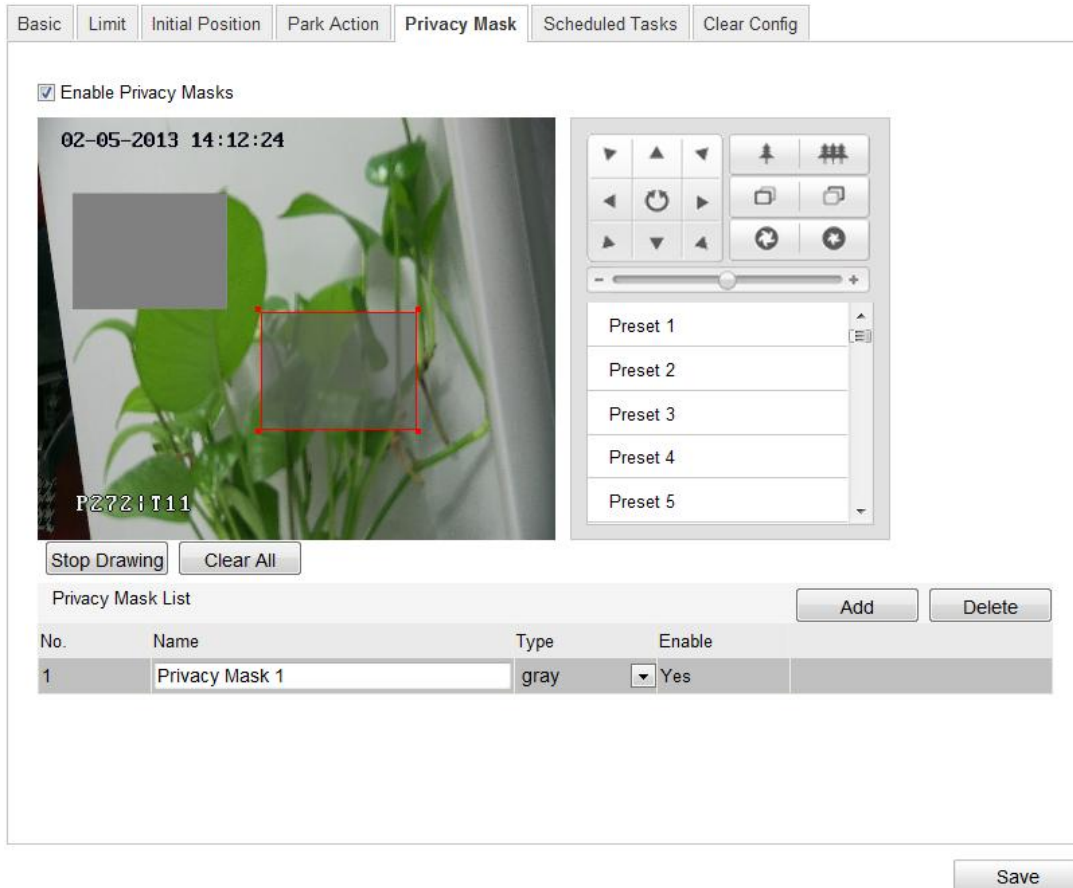 Basic Limit Initial Position Park Action Privacy Mask Scheduled Tasks Clear Config
Enable Privacy Masks
02-05-2013 14:12:24
Preset 1
Preset 2
Preset 3
Preset 4
Preset 5
P272|T11
Stop Drawing Clear All
Privacy Mask List Add Delete
No. Name Type Enable
1 Privacy Mask 1 gray Yes
Save